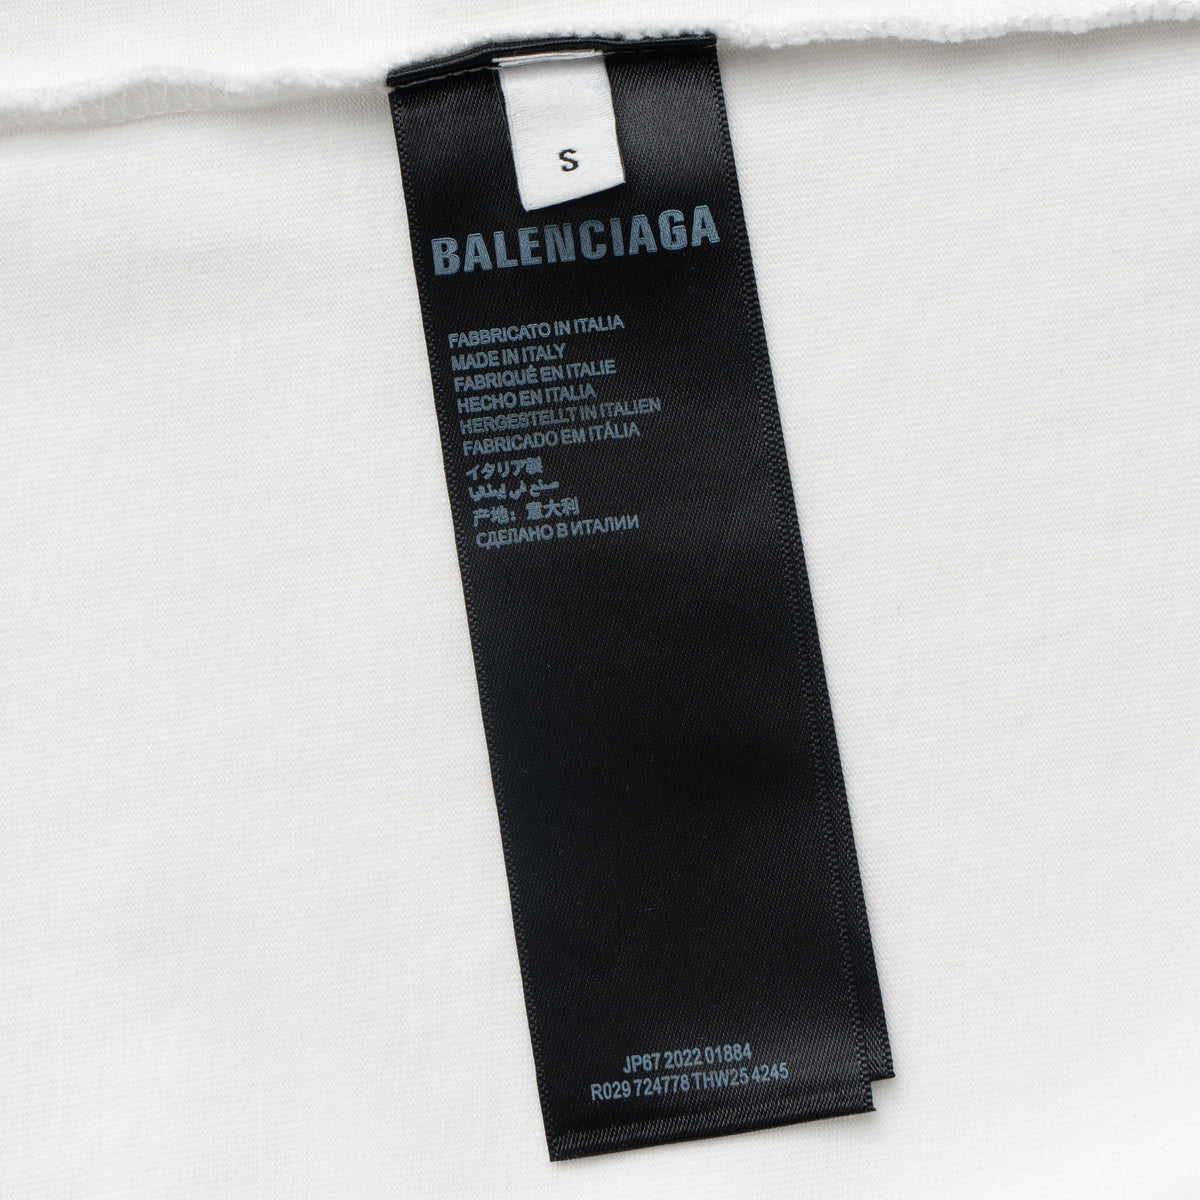 S
BALENCIAGA
FABBRICATO IN ITALIA
MADE IN ITALY
FABRIQUÉ EN ITALIE
HECHO EN ITALIA
HERGESTELLT IN ITALIEN
FABRICADO EM ITÁLIA
イタリア製
صنع في إيطاليا
产地：意大利
СДЕЛАНО В ИТАЛИИ
JP67 2022 01884
R029 724778 THW25 4245